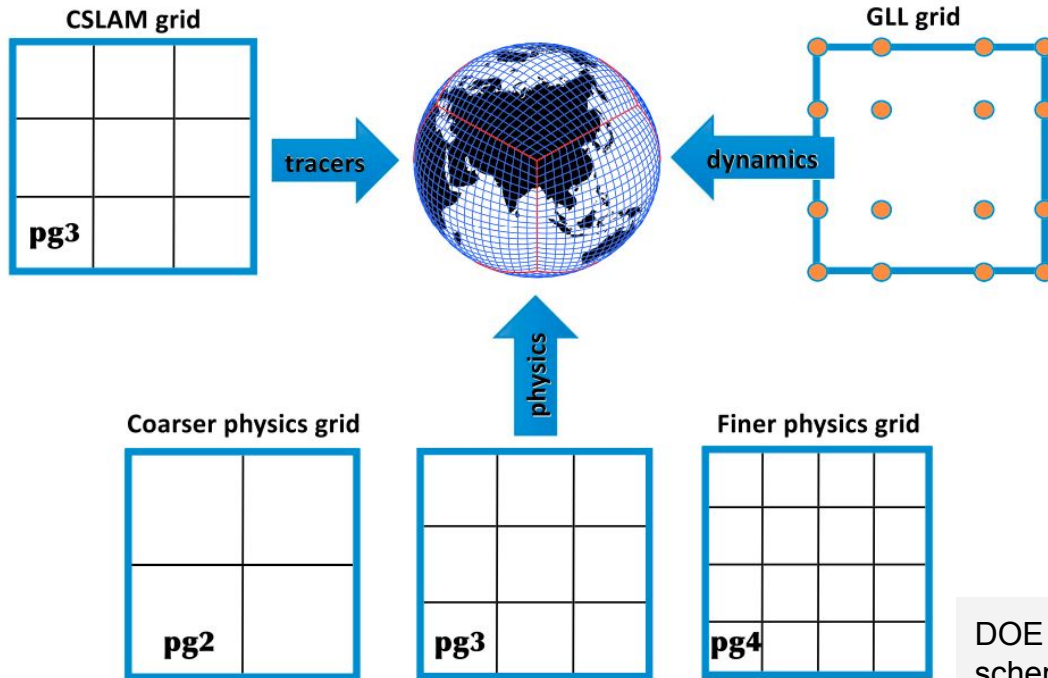 CSLAM grid
GLL grid
pg3
tracers
dynamics
physics
Coarser physics grid
Finer physics grid
pg2
pg3
pg4
DOE